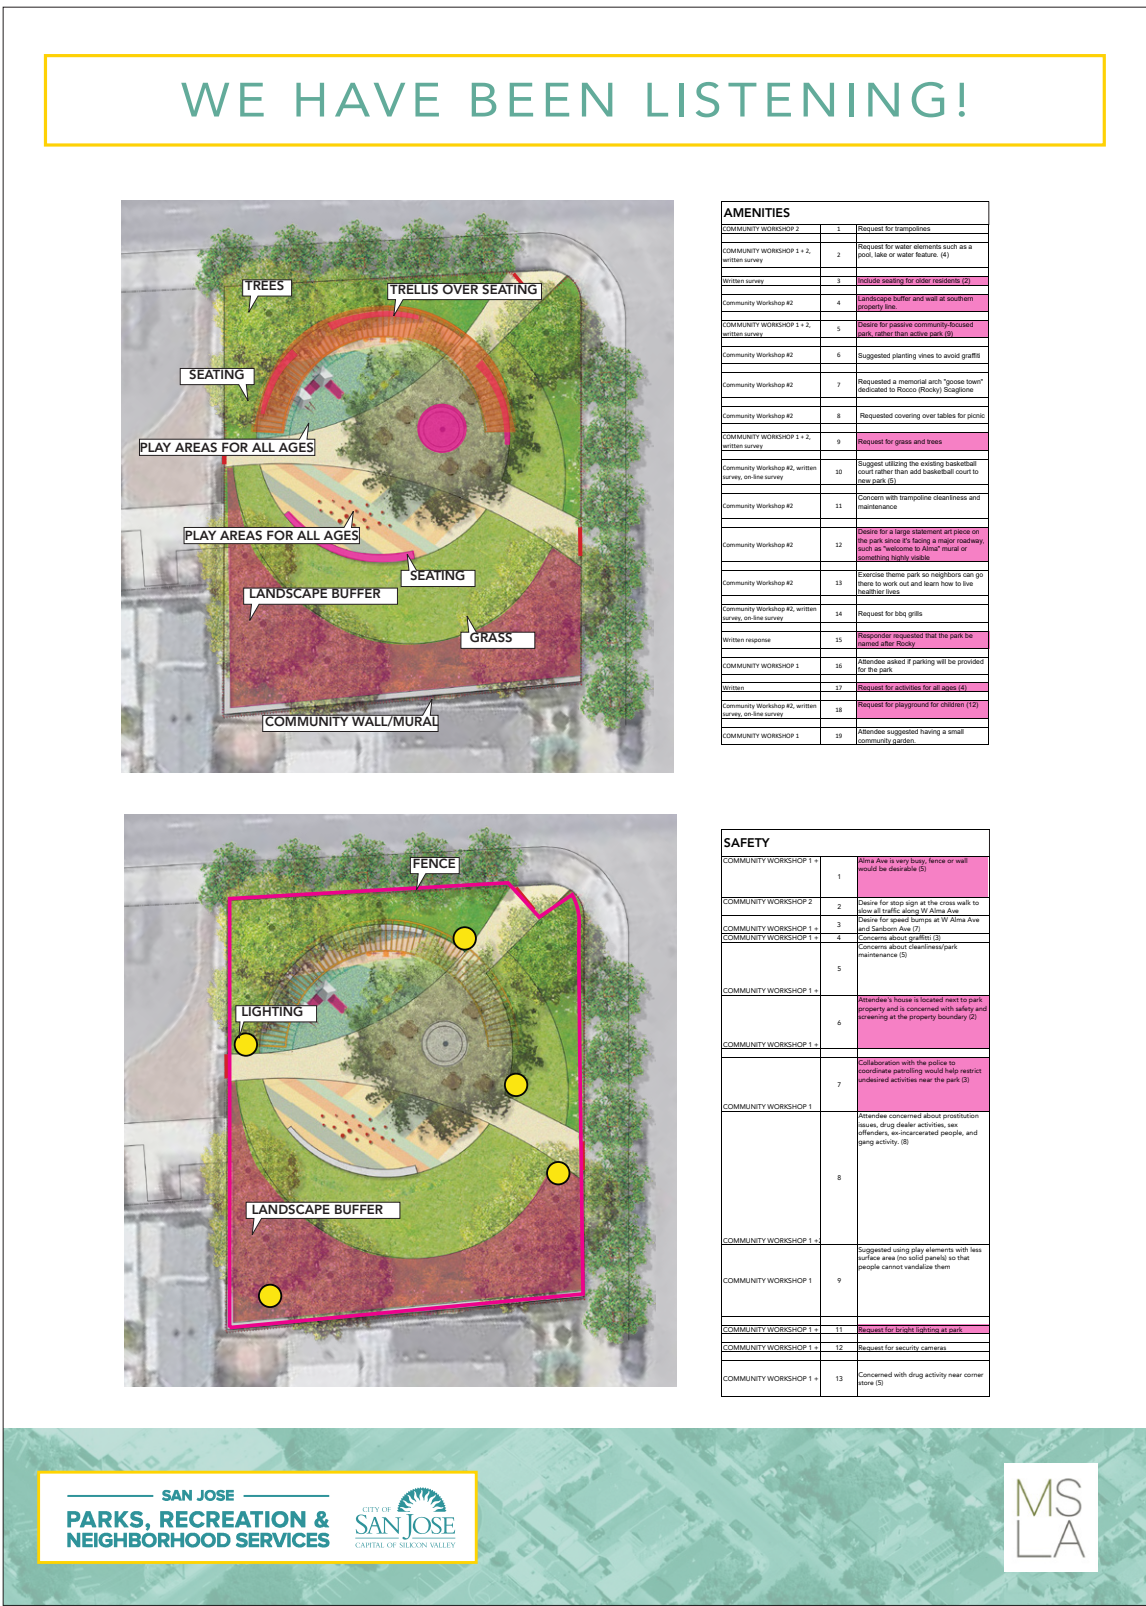 WE HAVE BEEN LISTENING!
TREES
TRELLIS OVER SEATING
SEATING
PLAY AREAS FOR ALL AGES
PLAY AREAS FOR ALL AGES
SEATING
LANDSCAPE BUFFER
GRASS
COMMUNITY WALL/MURAL
AMENITIES
COMMUNITY WORKSHOP 2 1 Request for trampolines
COMMUNITY WORKSHOP 1 + 2,
written survey
2
Request for water elements such as a
pool, lake or water feature. (4)
Written survey 3 Include seating for older residents (2)
Community Workshop #2 4
Landscape buffer and wall at southern
property line.
COMMUNITY WORKSHOP 1 + 2,
written survey
5
Desire for passive community-focused
park, rather than active park (9)
Community Workshop #2 6 Suggested planting vines to avoid graffiti
Community Workshop #2 7
Requested a memorial arch "goose town"
dedicated to Rocco (Rocky) Scaglione
Community Workshop #2 8 Requested covering over tables for picnic
COMMUNITY WORKSHOP 1 + 2,
written survey
9 Request for grass and trees
Community Workshop #2, written
survey, on-line survey
10
Suggest utilizing the existing basketball
court rather than add basketball court to
new park (5)
Community Workshop #2 11
Concern with trampoline cleanliness and
maintenance
Community Workshop #2 12
Desire for a large statement art piece on
the park since it's facing a major roadway,
such as "welcome to Alma" mural or
something highly visible
Community Workshop #2 13
Exercise theme park so neighbors can go
there to work out and learn how to live
healthier lives
Community Workshop #2, written
survey, on-line survey
14 Request for bbq grills
Written response 15
Responder requested that the park be
named after Rocky
COMMUNITY WORKSHOP 1 16
Attendee asked if parking will be provided
for the park
Written 17 Request for activities for all ages (4)
Community Workshop #2, written
survey, on-line survey
18 Request for playground for children (12)
COMMUNITY WORKSHOP 1 19
Attendee suggested having a small
community garden.
FENCE
LIGHTING
LANDSCAPE BUFFER
SAFETY
COMMUNITY WORKSHOP 1 +
1
Alma Ave is very busy, fence or wall
would be desirable (5)
COMMUNITY WORKSHOP 2 2
Desire for stop sign at the cross walk to
slow all traffic along W Alma Ave
COMMUNITY WORKSHOP 1 + 3
Desire for speed bumps at W Alma Ave
and Sanborn Ave (7)
COMMUNITY WORKSHOP 1 + 4 Concerns about graffitti (3)
COMMUNITY WORKSHOP 1 + 5
Concerns about cleanliness/park
maintenance (5)
COMMUNITY WORKSHOP 1 + 6
Attendee's house is located next to park
property and is concerned with safety and
screening at the property boundary (2)
COMMUNITY WORKSHOP 1 7
Collaboration with the police to
coordinate patrolling would help restrict
undesired activities near the park (3)
COMMUNITY WORKSHOP 1 + 8
Attendee concerned about prostitution
issues, drug dealer activities, sex
offenders, ex-incarcerated people, and
gang activity. (8)
COMMUNITY WORKSHOP 1 9
Suggested using play elements with less
surface area (no solid panels) so that
people cannot vandalize them
COMMUNITY WORKSHOP 1 + 11 Request for bright lighting at park
COMMUNITY WORKSHOP 1 + 12 Request for security cameras
COMMUNITY WORKSHOP 1 + 13
Concerned with drug activity near corner
store (5)
SAN JOSE
PARKS, RECREATION &
NEIGHBORHOOD SERVICES
CITY OF
SAN JOSE
CAPITAL OF SILICON VALLEY
MS
LA